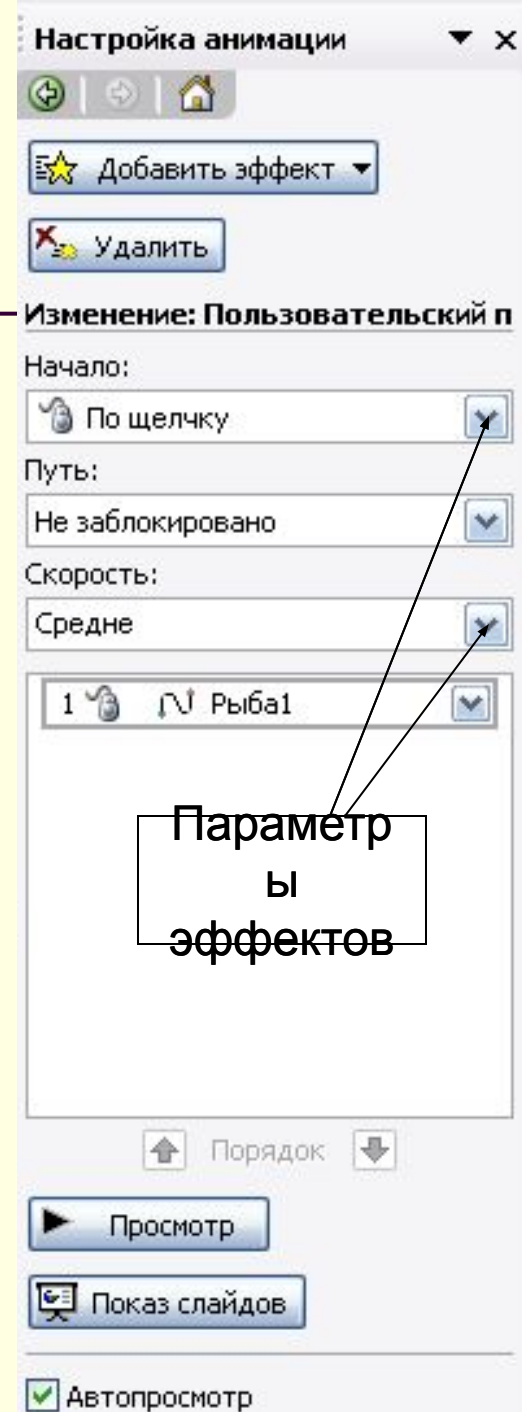 Настройка анимации
Добавить эффект
Удалить
Изменение: Пользовательский п
Начало:
По щелчку
Путь:
Не заблокировано
Скорость:
Средне
1 Рыба1
Параметр
ы
эффектов
Порядок
Просмотр
Показ слайдов
Автопросмотр